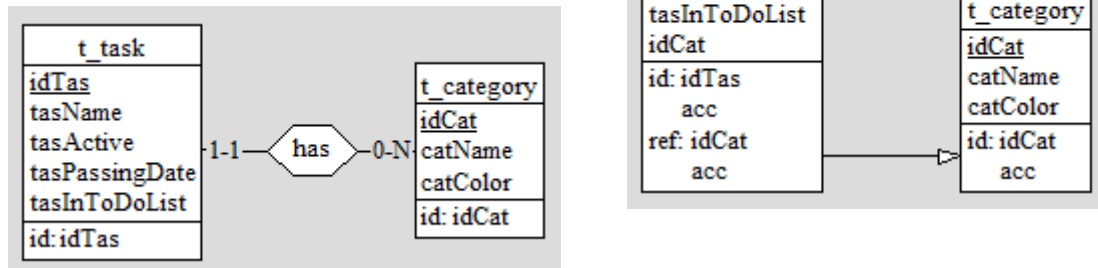 t_task
idTas
tasName
tasActive
tasPassingDate
tasInToDoList
id:idTas
1-1
has
0-N
t_category
idCat
catName
catColor
id: idCat
tasInToDoList
idCat
id: idTas
acc
ref: idCat
acc
t_category
idCat
catName
catColor
id: idCat
acc